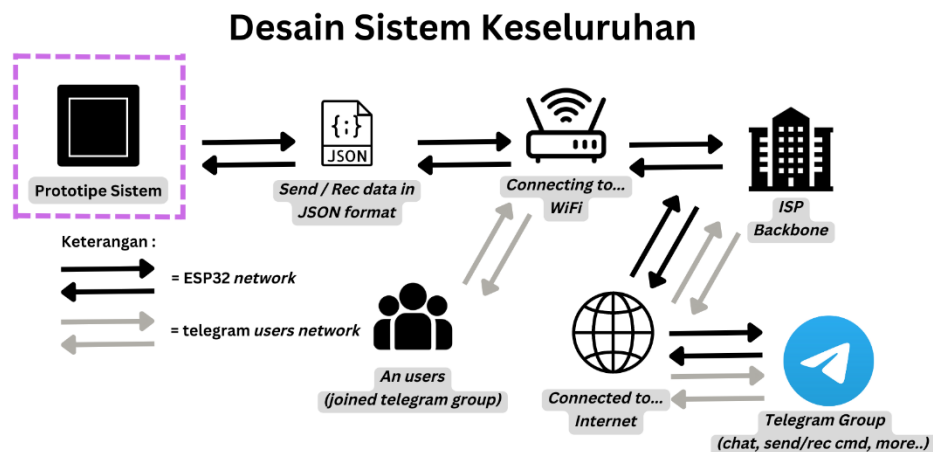 Desain Sistem Keseluruhan
Prototipe Sistem
{;}
JSON
Send / Rec data in
JSON format
Connecting to...
WiFi
ISP
Backbone
Keterangan :
= ESP32 network
= telegram users network
An users
(joined telegram group)
Connected to...
Internet
Telegram Group
(chat, send/rec cmd, more..)